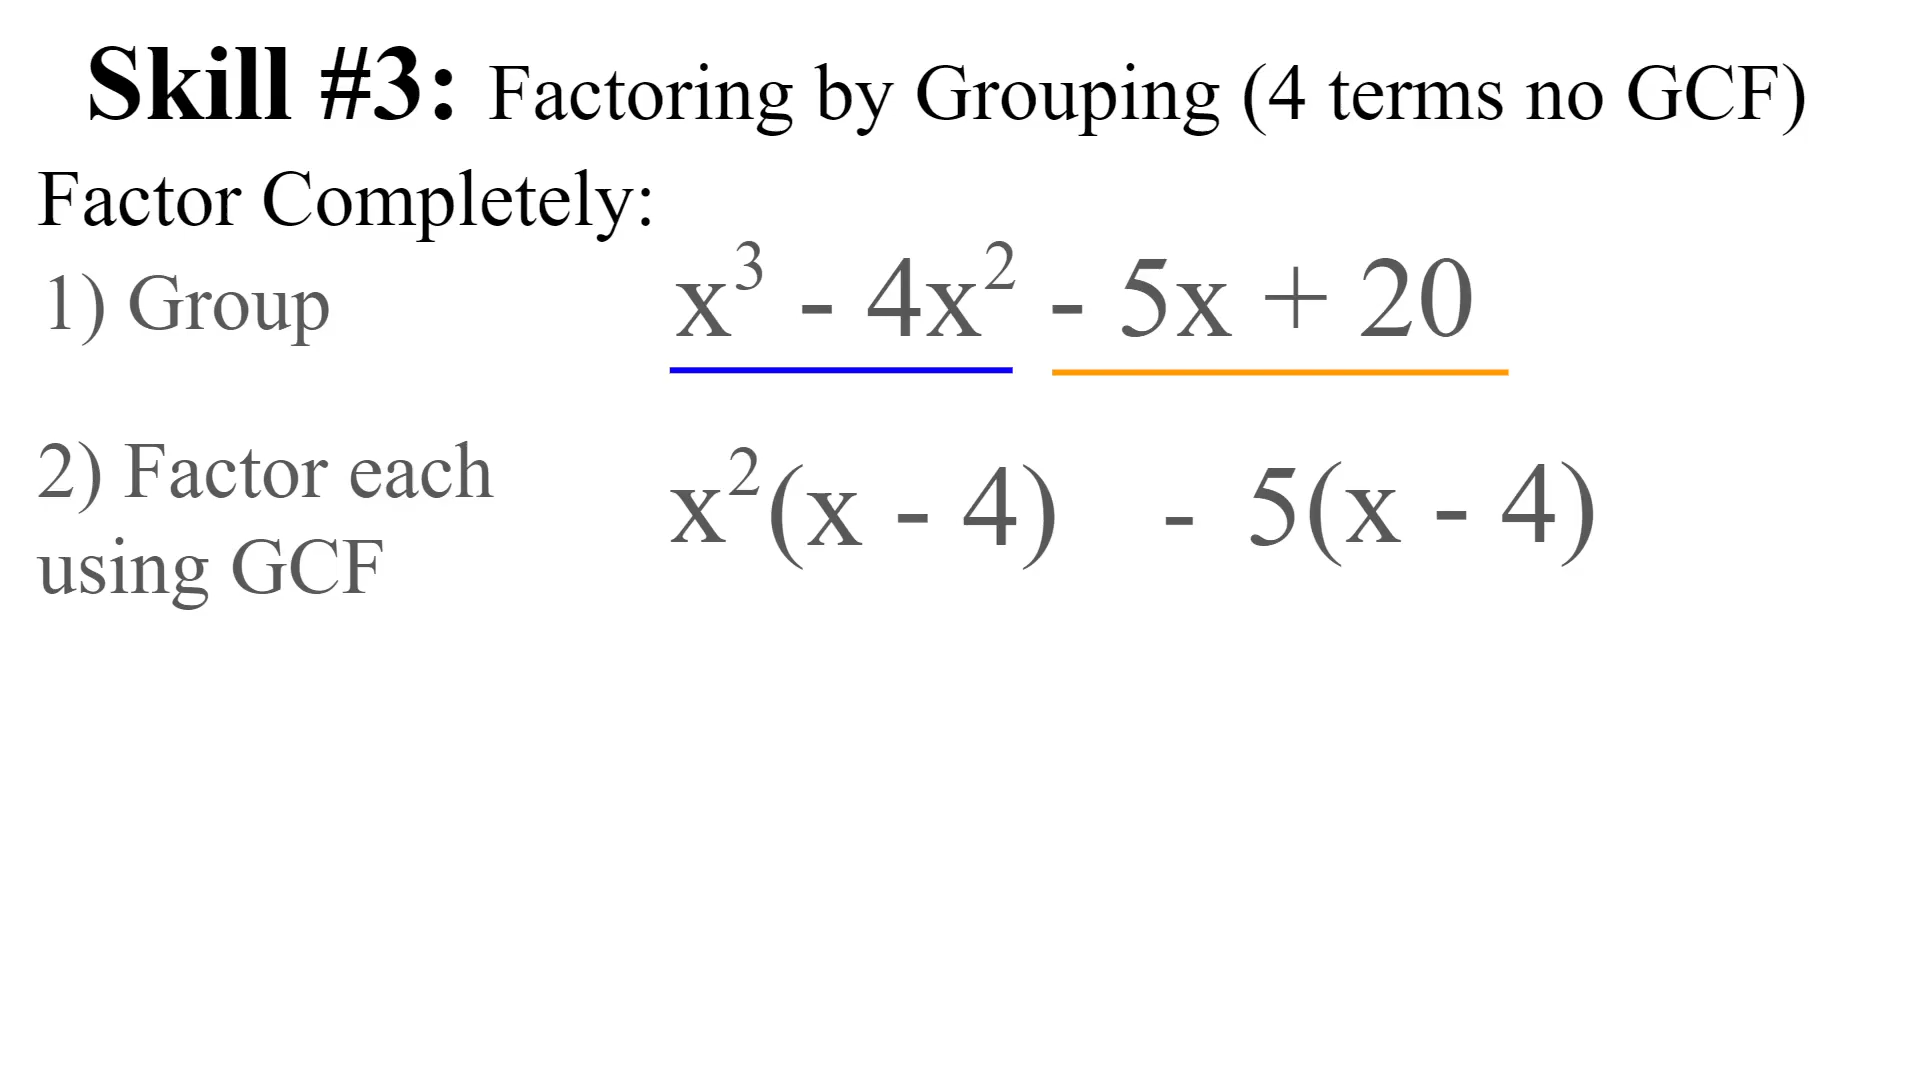 Skill #3: Factoring by Grouping (4 terms no GCF)
Factor Completely:
1) Group
x³ - 4x² - 5x + 20
2) Factor each
using GCF
x²(x - 4) - 5(x - 4)